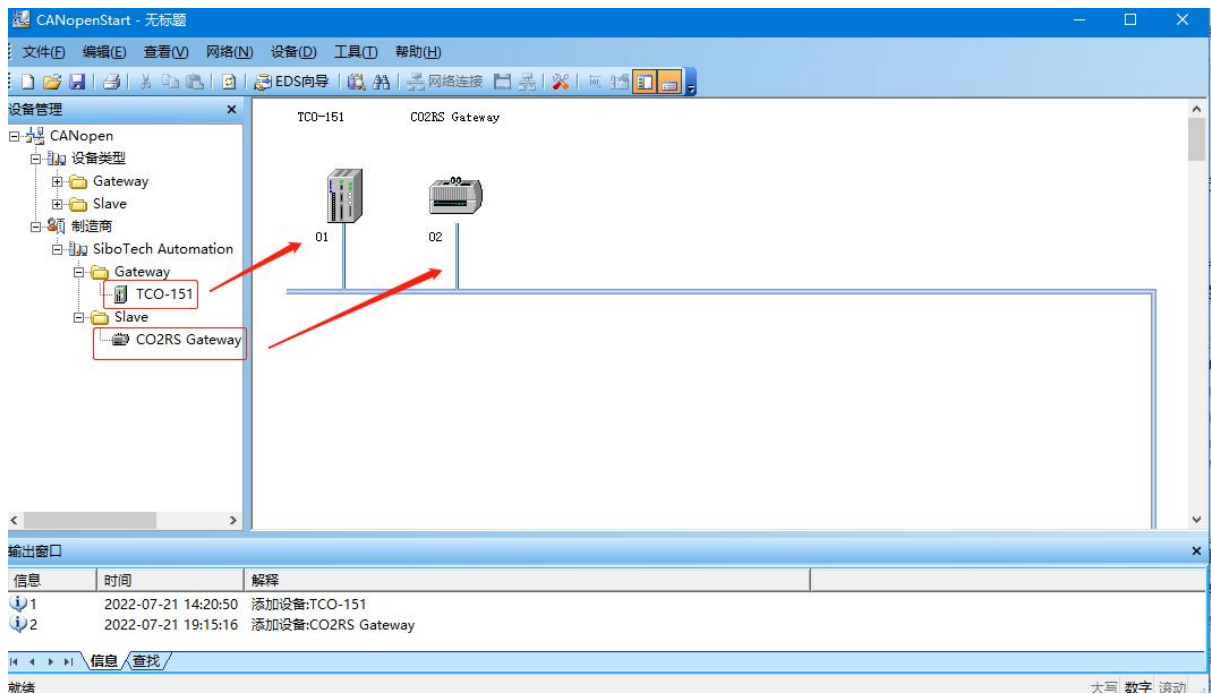 CANopenStart - 无标题
文件(F) 编辑(E) 查看(V) 网络(N) 设备(D) 工具(T) 帮助(H)
EDS向导 网络连接
设备管理
CANopen
设备类型
Gateway
Slave
制造商
SiboTech Automation
Gateway
TCO-151
Slave
CO2RS Gateway
TCO-151 CO2RS Gateway
01 02
输出窗口
信息 时间 解释
1 2022-07-21 14:20:50 添加设备:TCO-151
2 2022-07-21 19:15:16 添加设备:CO2RS Gateway
信息 查找
就绪 大写 数字 滚动